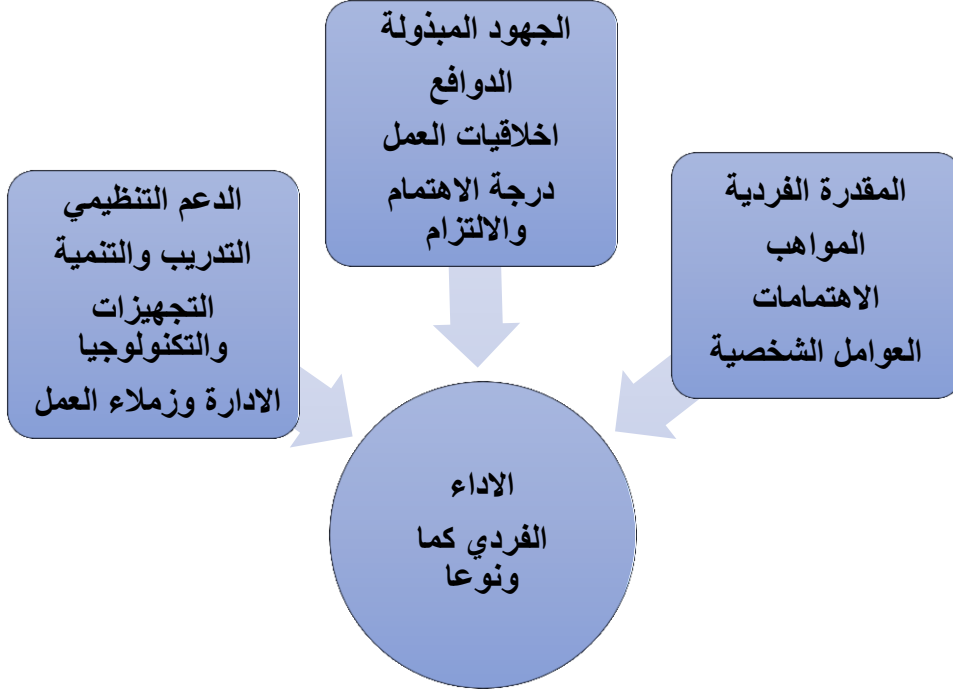 الجهود المبذولة
الدوافع
اخلاقيات العمل
درجة الاهتمام
والالتزام
المقدرة الفردية
المواهب
الاهتمامات
العوامل الشخصية
الدعم التنظيمي
التدريب والتنمية
التجهيزات
والتكنولوجيا
الادارة وزملاء العمل
الاداء
الفردي كما
ونوعا